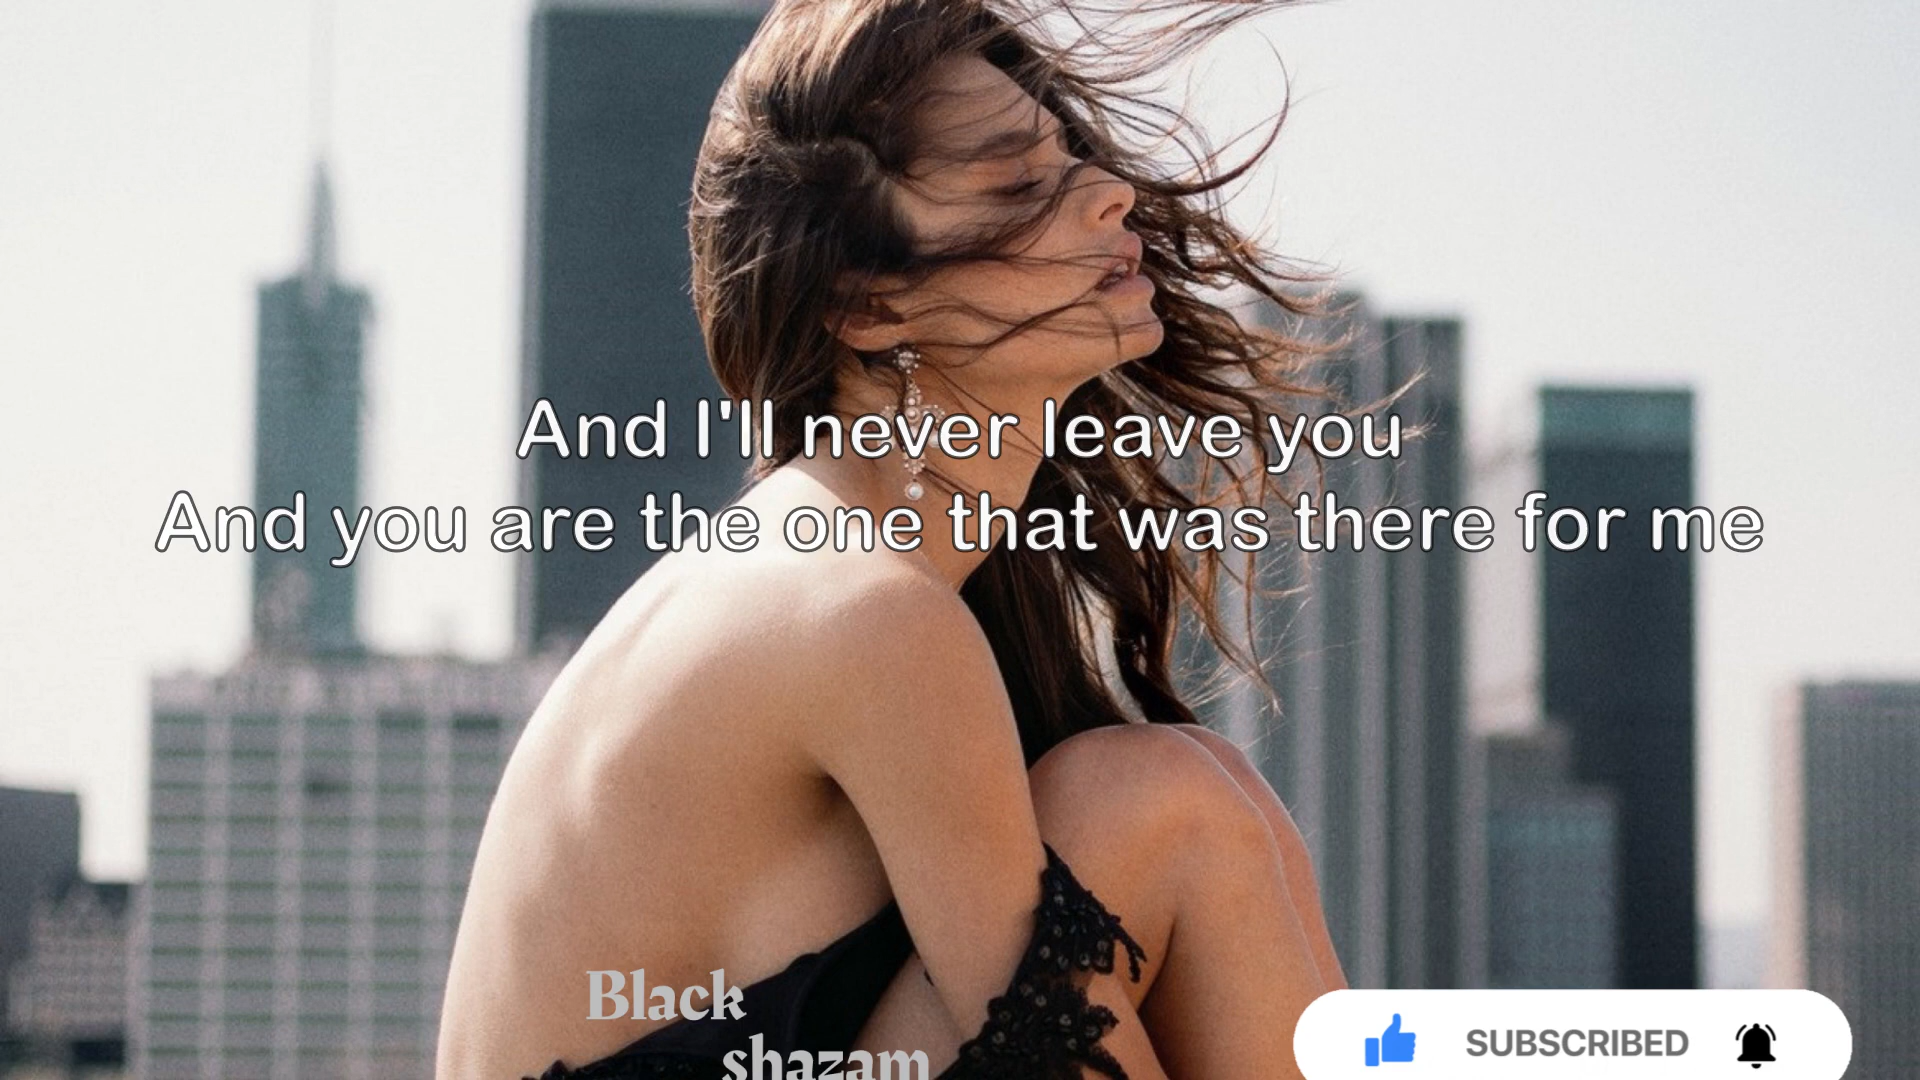 And I'll never leave you
And you are the one that was there for me
Black
shazam
SUBSCRIBED